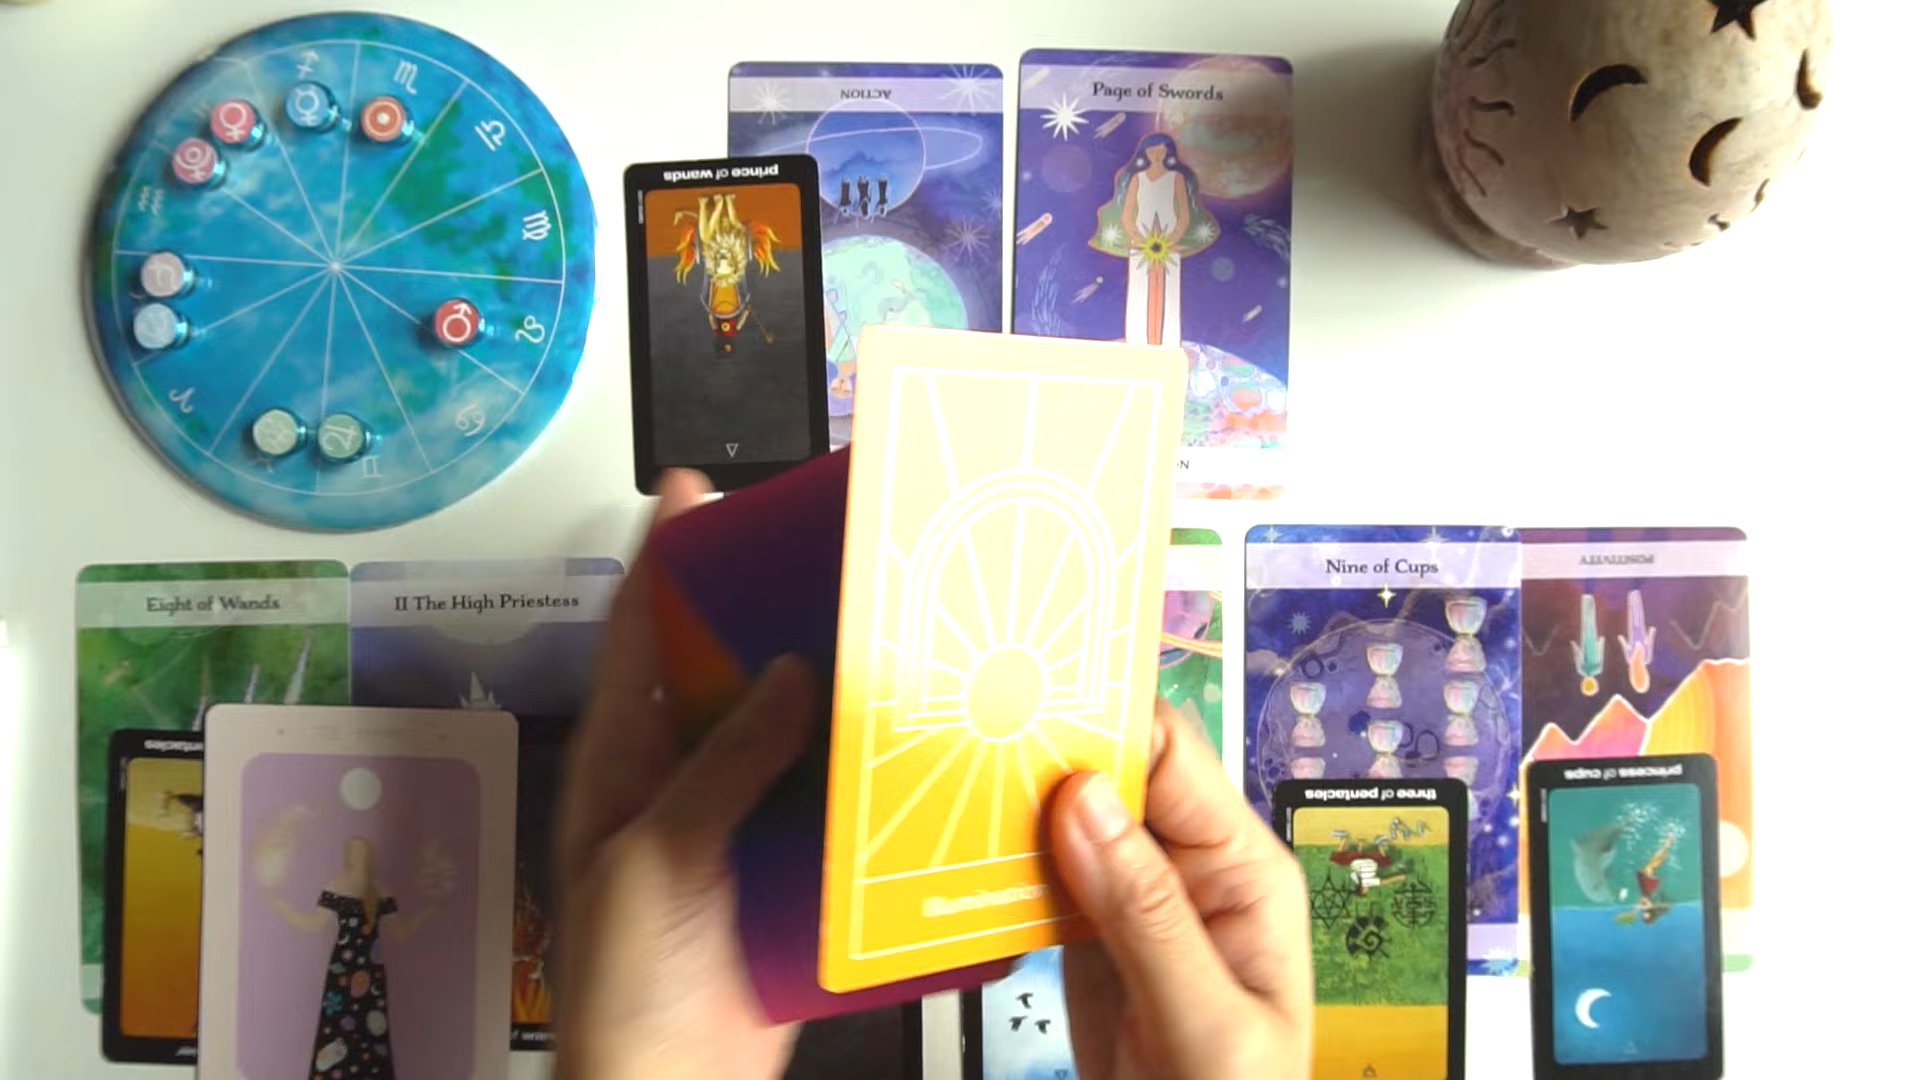 ACTION
Page of Swords
prince of wands
Nine of Cups
POSITIVITY
Eight of Wands
II The High Priestess
three of pentacles
princess of cups